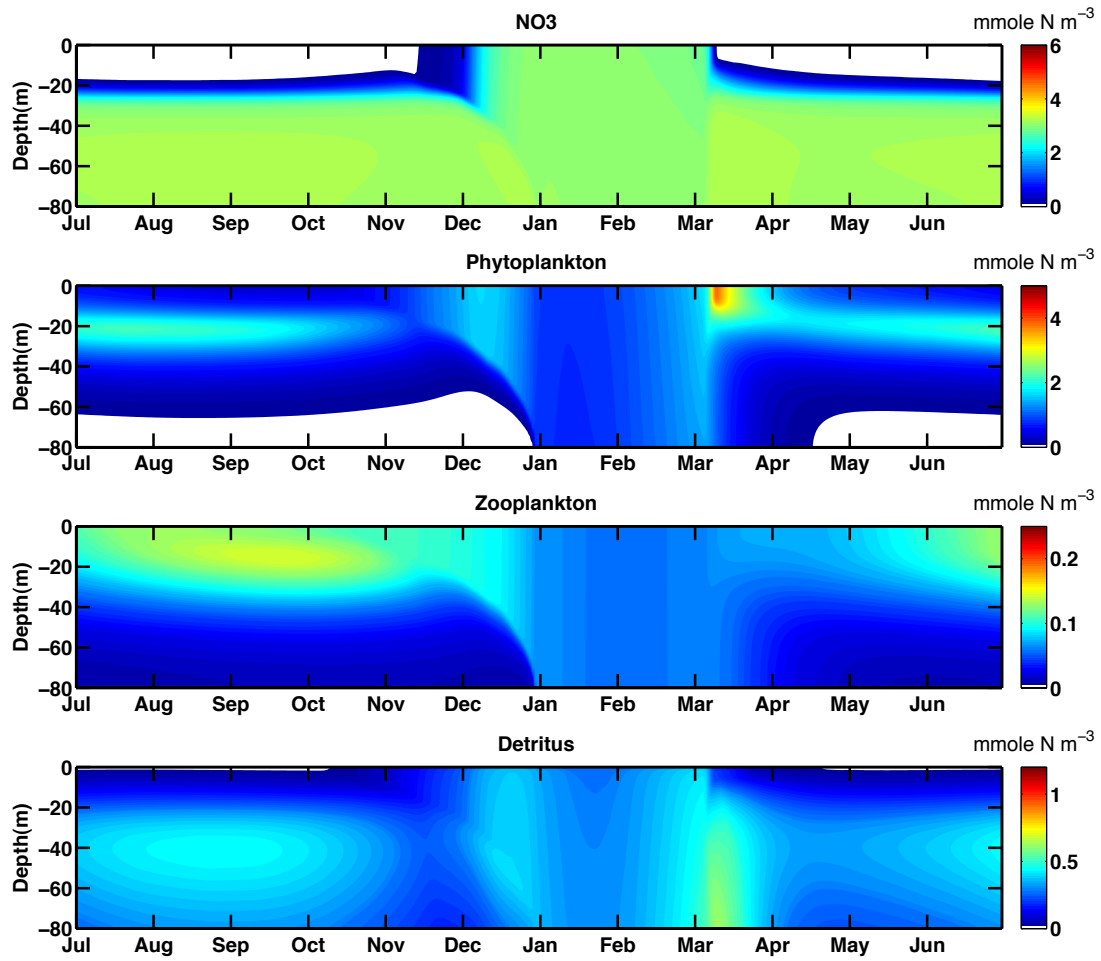 NO3 mmole N m⁻³
0 6
−20 4
Depth(m)
−40 2
−60
−80 0
Jul Aug Sep Oct Nov Dec Jan Feb Mar Apr May Jun
Phytoplankton mmole N m⁻³
0
−20 4
Depth(m)
−40 2
−60
−80 0
Jul Aug Sep Oct Nov Dec Jan Feb Mar Apr May Jun
Zooplankton mmole N m⁻³
0
−20 0.2
Depth(m)
−40 0.1
−60
−80 0
Jul Aug Sep Oct Nov Dec Jan Feb Mar Apr May Jun
Detritus mmole N m⁻³
0
−20 1
Depth(m)
−40 0.5
−60
−80 0
Jul Aug Sep Oct Nov Dec Jan Feb Mar Apr May Jun